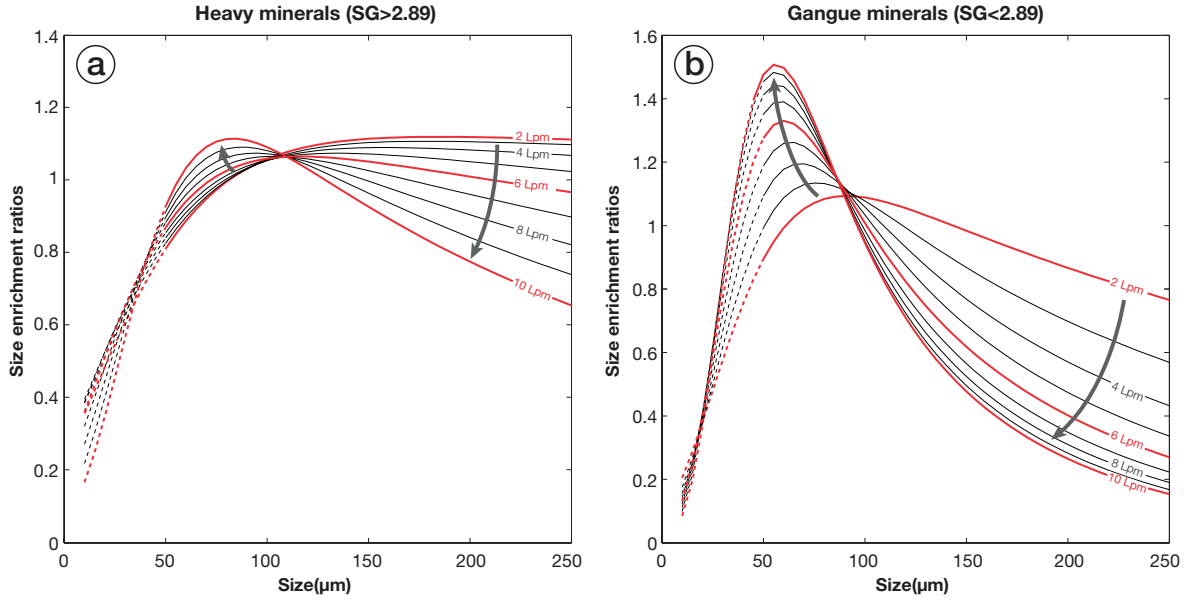 Heavy minerals (SG>2.89)
a
Size enrichment ratios
1.4
1.2
1
0.8
0.6
0.4
0.2
0
2 Lpm
4 Lpm
6 Lpm
8 Lpm
10 Lpm
0
50
100
150
200
250
Size(µm)
Gangue minerals (SG<2.89)
b
Size enrichment ratios
1.6
1.4
1.2
1
0.8
0.6
0.4
0.2
0
2 Lpm
4 Lpm
6 Lpm
8 Lpm
10 Lpm
0
50
100
150
200
250
Size(µm)